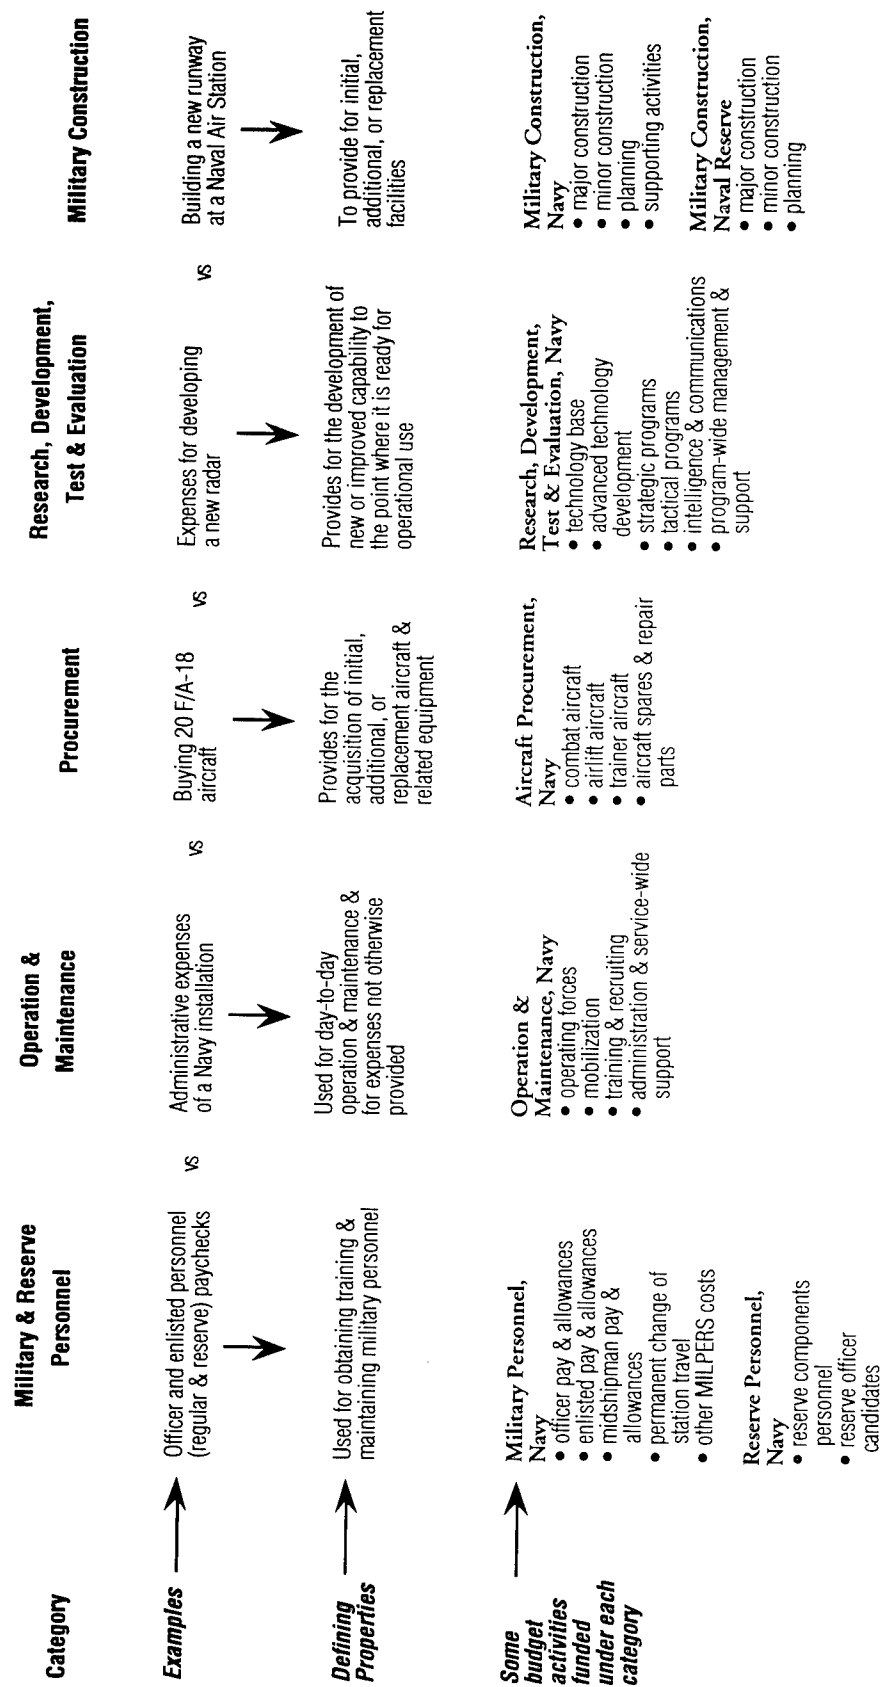 Category
Military & Reserve
Personnel
Operation &
Maintenance
Procurement
Research, Development,
Test & Evaluation
Military Construction
Examples
Officer and enlisted personnel
(regular & reserve) paychecks
vs
Administrative expenses
of a Navy installation
vs
Buying 20 F/A-18
aircraft
vs
Expenses for developing
a new radar
vs
Building a new runway
at a Naval Air Station
Defining
Properties
Used for obtaining training &
maintaining military personnel
Used for day-to-day
operation & maintenance &
for expenses not otherwise
provided
Provides for the
acquisition of initial,
additional, or
replacement aircraft &
related equipment
Provides for the development of
new or improved capability to
the point where it is ready for
operational use
To provide for initial,
additional, or replacement
facilities
Some
budget
activities
funded
under each
category
Military Personnel,
Navy
• officer pay & allowances
• enlisted pay & allowances
• midshipman pay &
allowances
• permanent change of
station travel
• other MILPERS costs
Reserve Personnel,
Navy
• reserve components
personnel
• reserve officer
candidates
Operation &
Maintenance, Navy
• operating forces
• mobilization
• training & recruiting
• administration & service-wide
support
Aircraft Procurement,
Navy
• combat aircraft
• airlift aircraft
• trainer aircraft
• aircraft spares & repair
parts
Research, Development,
Test & Evaluation, Navy
• technology base
• advanced technology
development
• strategic programs
• tactical programs
• intelligence & communications
• program-wide management &
support
Military Construction,
Navy
• major construction
• minor construction
• planning
• supporting activities
Military Construction,
Naval Reserve
• major construction
• minor construction
• planning